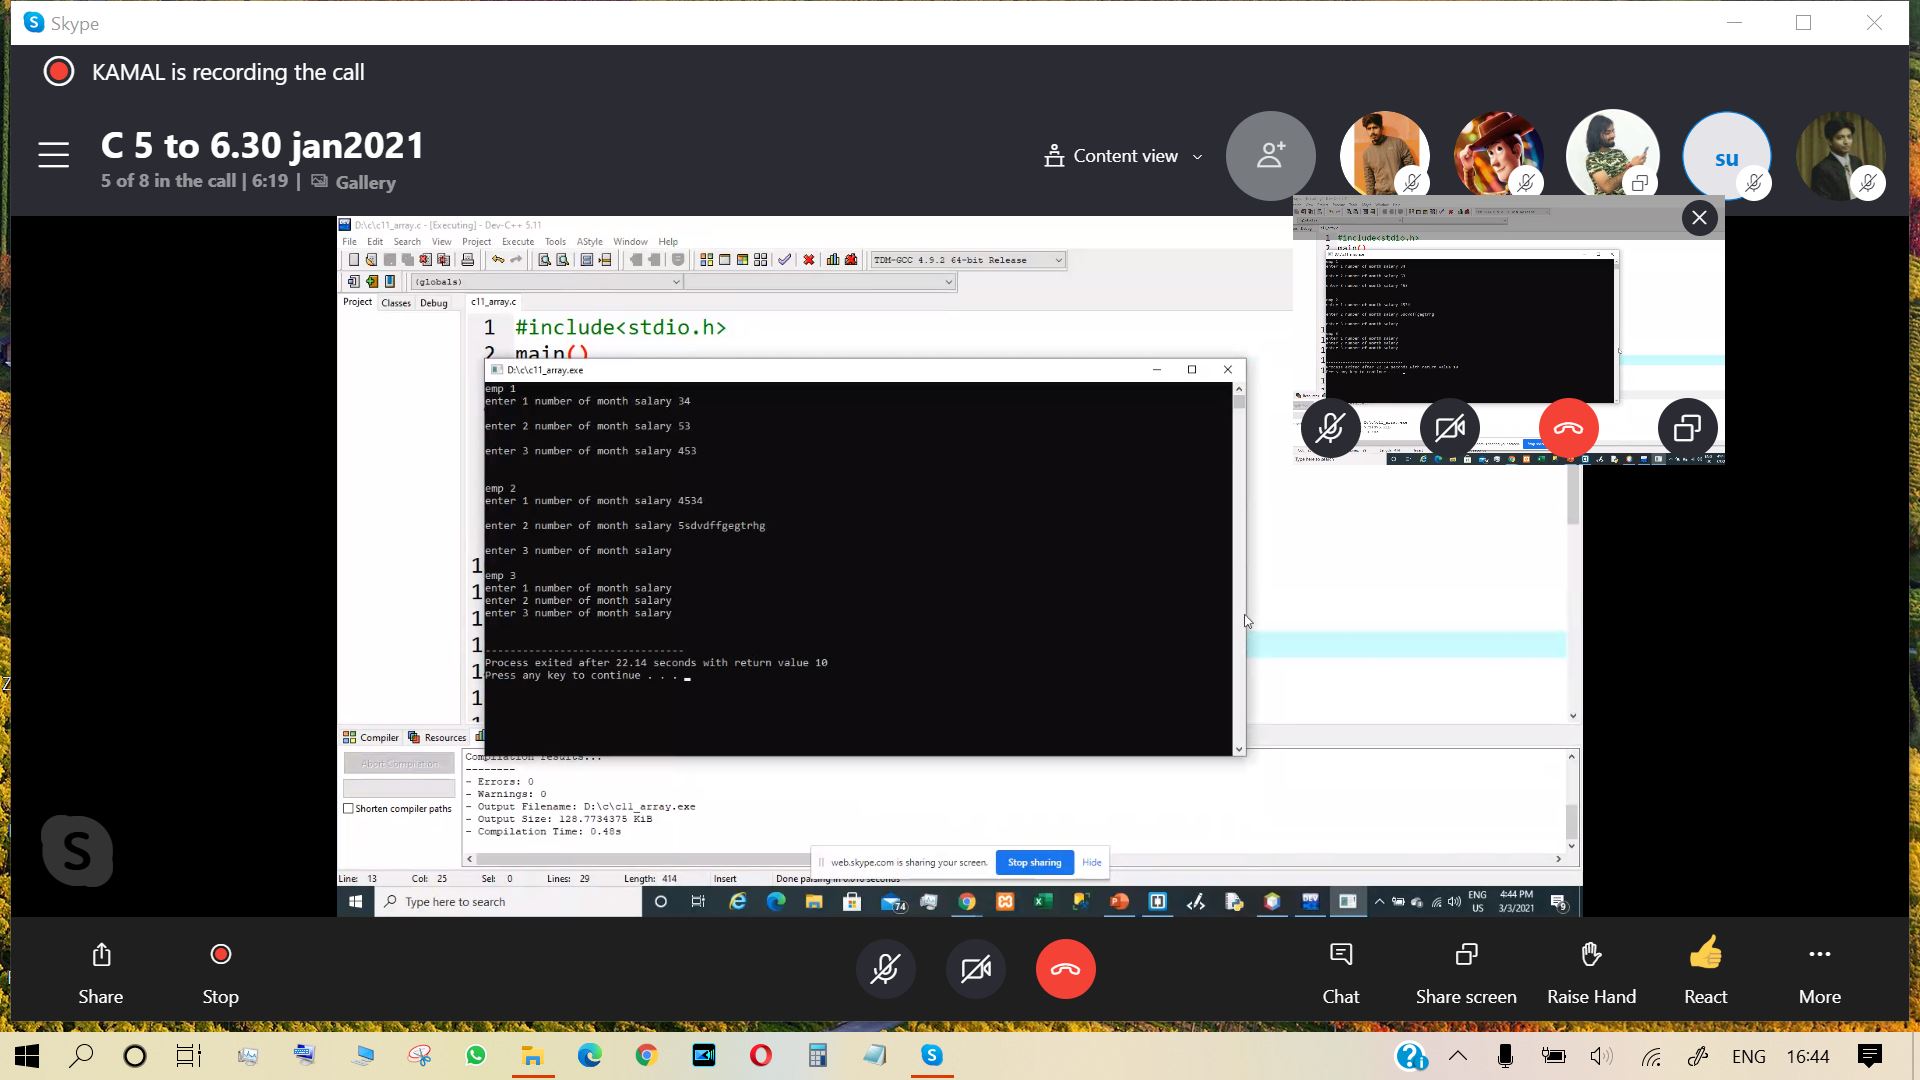 Skype
KAMAL is recording the call
C 5 to 6.30 jan2021
5 of 8 in the call | 6:19 | Gallery
Content view
su
D:\c\c11_array.c - [Executing] - Dev-C++ 5.11
File Edit Search View Project Execute Tools AStyle Window Help
TDM-GCC 4.9.2 64-bit Release
(globals)
Project Classes Debug c11_array.c
1 #include<stdio.h>
2 main()
D:\c\c11_array.exe
emp 1
enter 1 number of month salary 34
enter 2 number of month salary 53
enter 3 number of month salary 453
emp 2
enter 1 number of month salary 4534
enter 2 number of month salary 5sdvdffgegtrhg
enter 3 number of month salary
emp 3
enter 1 number of month salary
enter 2 number of month salary
enter 3 number of month salary
--------------------------------
Process exited after 22.14 seconds with return value 10
Press any key to continue . . .
Compiler Resources
Abort Compilation
Shorten compiler paths
Compilation results...
--------
- Errors: 0
- Warnings: 0
- Output Filename: D:\c\c11_array.exe
- Output Size: 128.7734375 KiB
- Compilation Time: 0.48s
web.skype.com is sharing your screen. Stop sharing Hide
Line: 13 Col: 25 Sel: 0 Lines: 29 Length: 414 Insert Done parsing in 0.016 seconds
Type here to search
74
ENG
US
4:44 PM
3/3/2021
9
Share
Stop
Chat
Share screen
Raise Hand
React
More
ENG 16:44